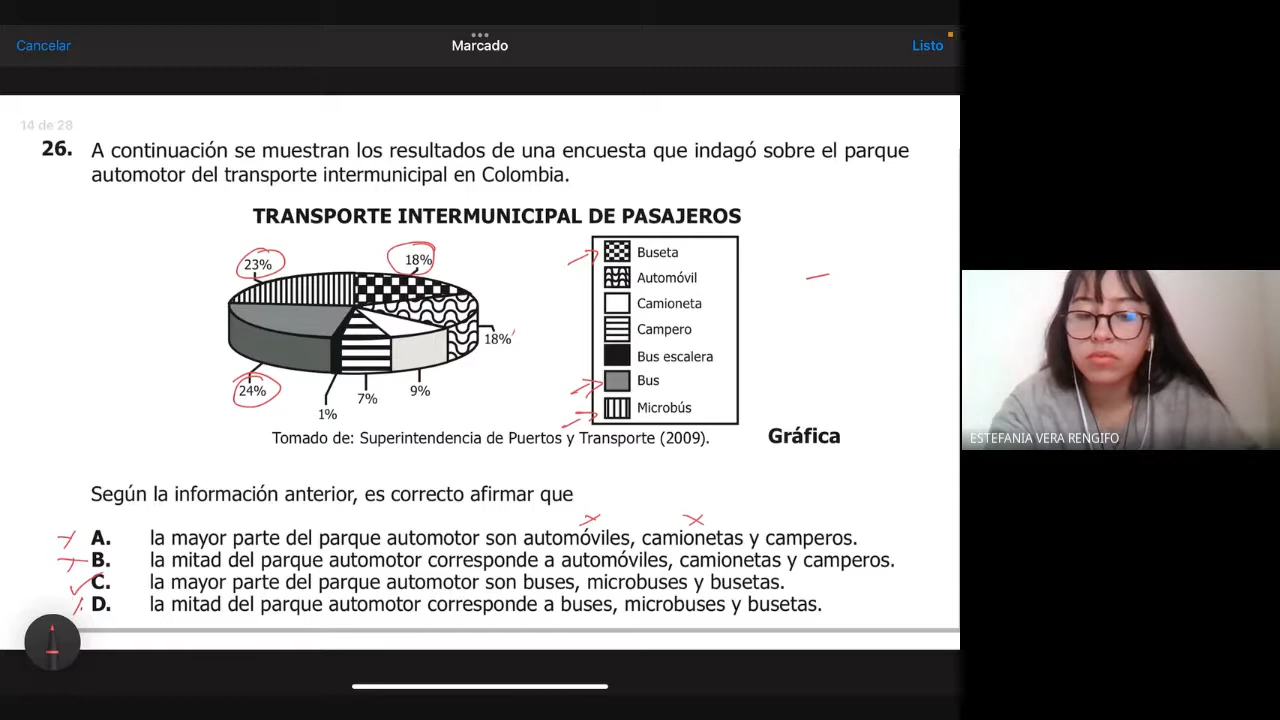 Cancelar
Marcado
Listo
14 de 28
26. A continuación se muestran los resultados de una encuesta que indagó sobre el parque
automotor del transporte intermunicipal en Colombia.
TRANSPORTE INTERMUNICIPAL DE PASAJEROS
23%
18%
18%
24%
1%
7%
9%
Buseta
Automóvil
Camioneta
Campero
Bus escalera
Bus
Microbús
Tomado de: Superintendencia de Puertos y Transporte (2009).
Gráfica
Según la información anterior, es correcto afirmar que
A. la mayor parte del parque automotor son automóviles, camionetas y camperos.
B. la mitad del parque automotor corresponde a automóviles, camionetas y camperos.
C. la mayor parte del parque automotor son buses, microbuses y busetas.
D. la mitad del parque automotor corresponde a buses, microbuses y busetas.
ESTEFANIA VERA RENGIFO